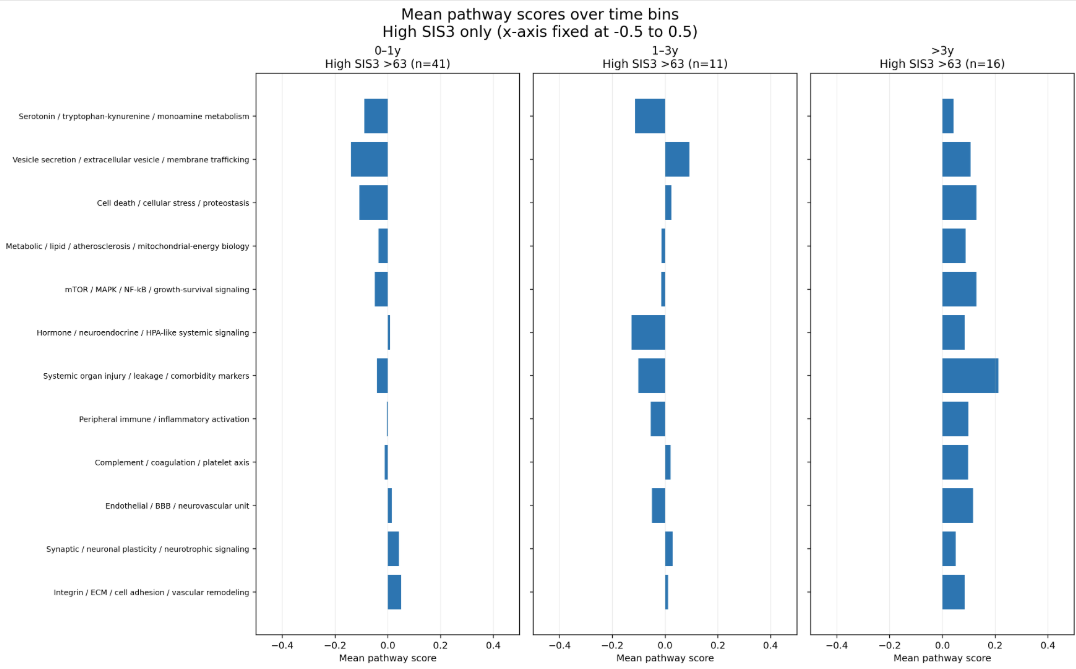 Mean pathway scores over time bins
High SIS3 only (x-axis fixed at -0.5 to 0.5)
0–1y
High SIS3 >63 (n=41)
1–3y
High SIS3 >63 (n=11)
>3y
High SIS3 >63 (n=16)
Serotonin / tryptophan-kynurenine / monoamine metabolism
Vesicle secretion / extracellular vesicle / membrane trafficking
Cell death / cellular stress / proteostasis
Metabolic / lipid / atherosclerosis / mitochondrial-energy biology
mTOR / MAPK / NF-kB / growth-survival signaling
Hormone / neuroendocrine / HPA-like systemic signaling
Systemic organ injury / leakage / comorbidity markers
Peripheral immune / inflammatory activation
Complement / coagulation / platelet axis
Endothelial / BBB / neurovascular unit
Synaptic / neuronal plasticity / neurotrophic signaling
Integrin / ECM / cell adhesion / vascular remodeling
−0.4 −0.2 0.0 0.2 0.4
−0.4 −0.2 0.0 0.2 0.4
−0.4 −0.2 0.0 0.2 0.4
Mean pathway score
Mean pathway score
Mean pathway score